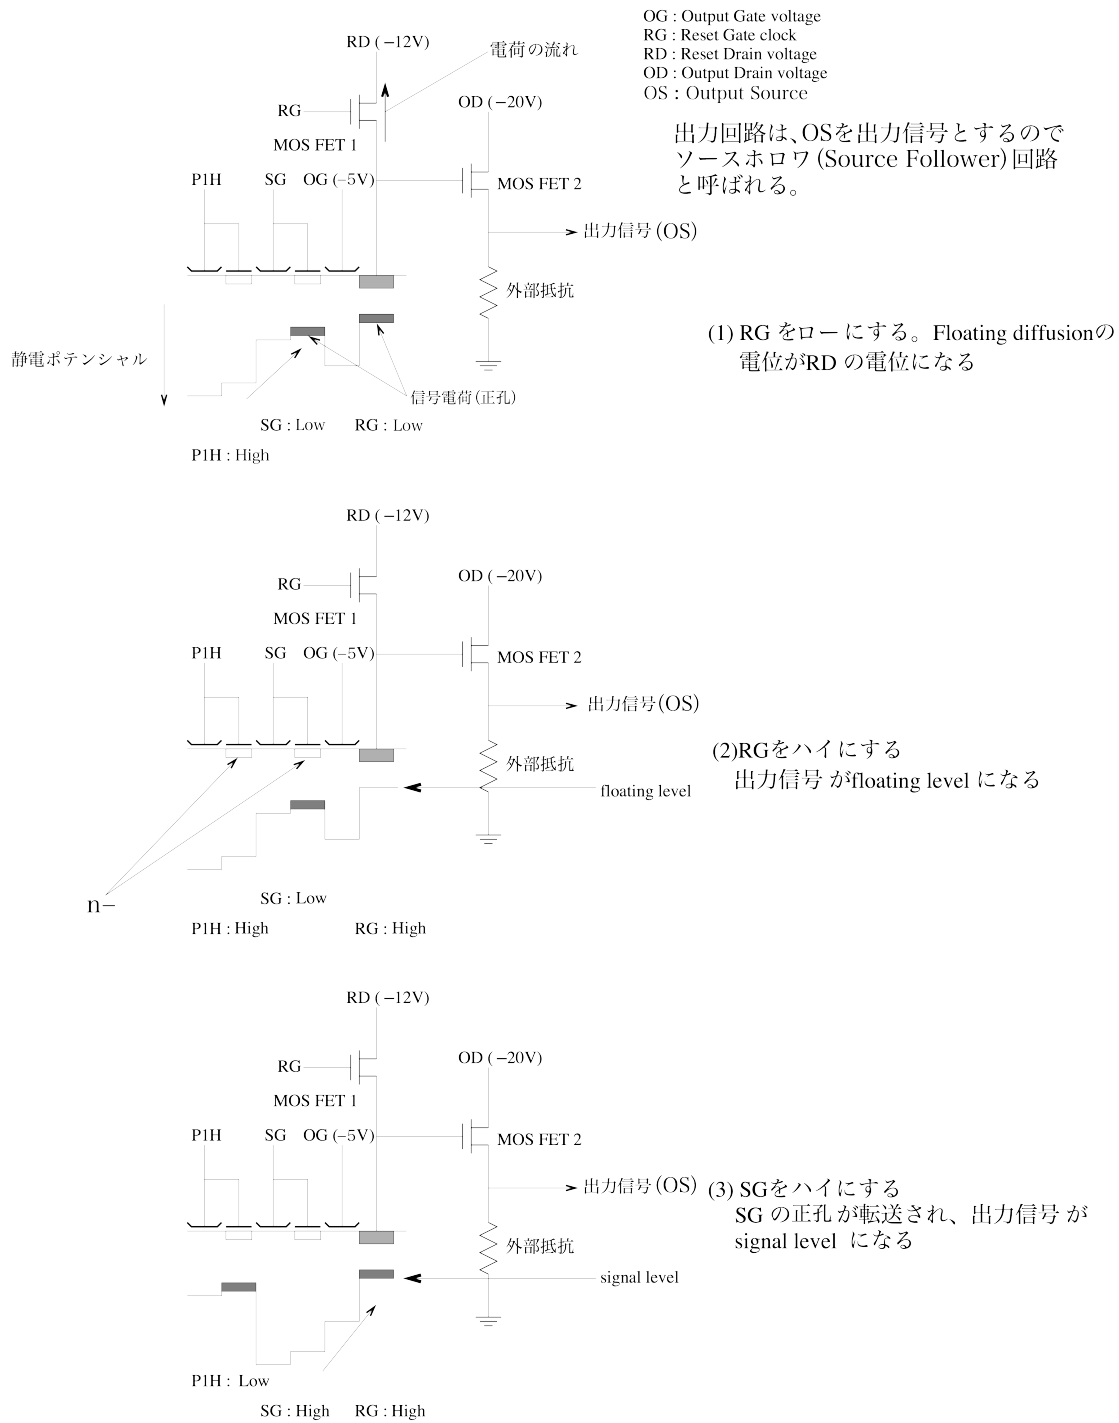 OG : Output Gate voltage
RG : Reset Gate clock
RD : Reset Drain voltage
OD : Output Drain voltage
OS : Output Source
出力回路は、OSを出力信号とするので
ソースホロワ (Source Follower) 回路
と呼ばれる。
RD ( −12V)
電荷の流れ
RG
MOS FET 1
OD ( −20V)
P1H SG OG (−5V)
MOS FET 2
出力信号 (OS)
外部抵抗
静電ポテンシャル
信号電荷 (正孔)
SG : Low RG : Low
P1H : High
(1) RG をローにする。Floating diffusionの
電位がRD の電位になる
RD ( −12V)
RG
MOS FET 1
OD ( −20V)
P1H SG OG (−5V)
MOS FET 2
出力信号(OS)
外部抵抗
floating level
n−
SG : Low
P1H : High RG : High
(2)RGをハイにする
出力信号 がfloating level になる
RD ( −12V)
RG
MOS FET 1
OD ( −20V)
P1H SG OG (−5V)
MOS FET 2
出力信号 (OS)
外部抵抗
signal level
P1H : Low
SG : High RG : High
(3) SGをハイにする
SG の正孔 が転送され、出力信号 が
signal level になる